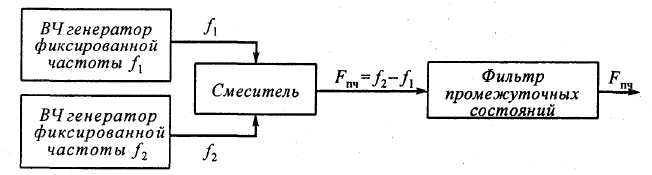 ВЧ генератор
фиксированной
частоты f₁
f₁
Смеситель
Fпч = f₂ – f₁
Фильтр
промежуточных
состояний
Fпч
ВЧ генератор
фиксированной
частоты f₂
f₂